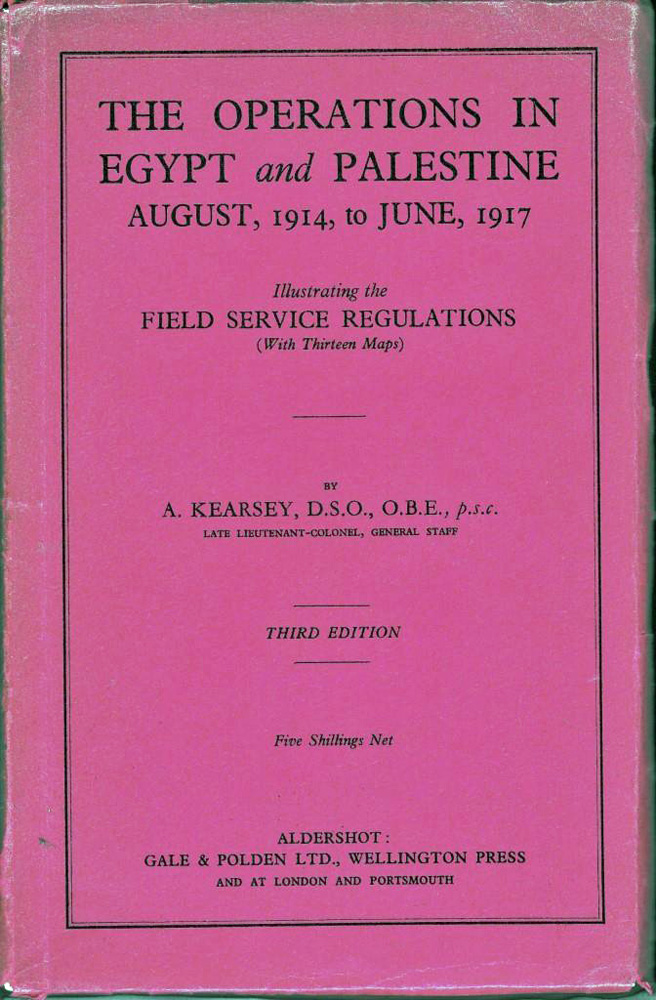 THE OPERATIONS IN
EGYPT and PALESTINE
AUGUST, 1914, to JUNE, 1917
Illustrating the
FIELD SERVICE REGULATIONS
(With Thirteen Maps)
BY
A. KEARSEY, D.S.O., O.B.E., p.s.c.
LATE LIEUTENANT-COLONEL, GENERAL STAFF
THIRD EDITION
Five Shillings Net
ALDERSHOT:
GALE & POLDEN LTD., WELLINGTON PRESS
AND AT LONDON AND PORTSMOUTH